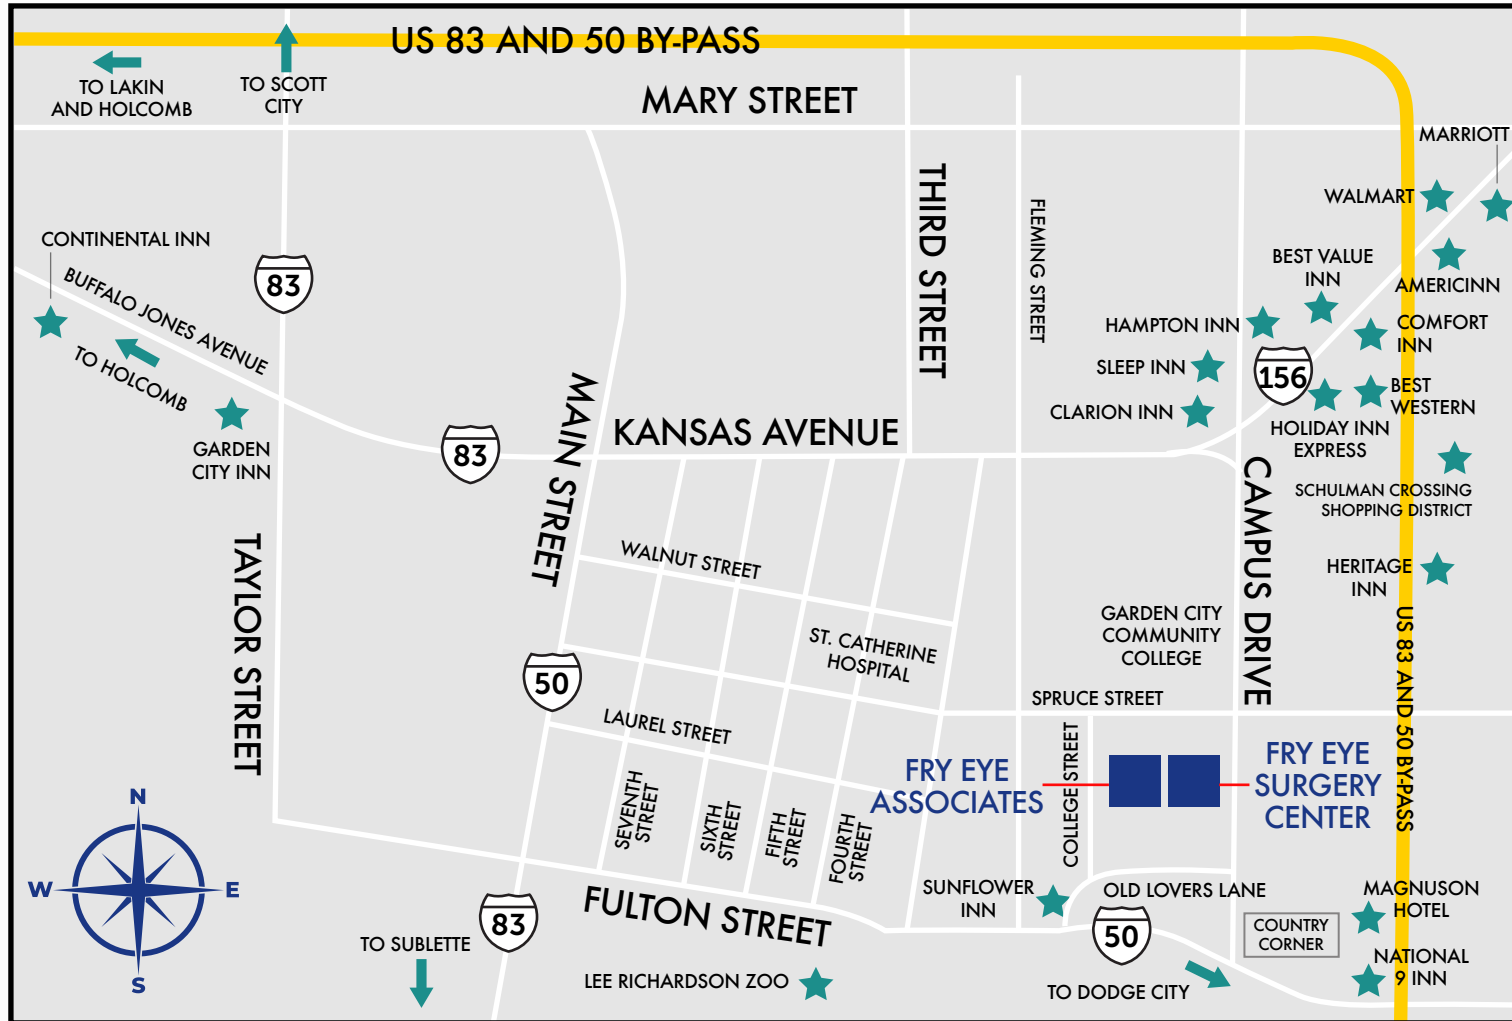 US 83 AND 50 BY-PASS
TO LAKIN
AND HOLCOMB
TO SCOTT
CITY
MARY STREET
MARRIOTT
WALMART
THIRD STREET
FLEMING STREET
CONTINENTAL INN
BUFFALO JONES AVENUE
TO HOLCOMB
83
BEST VALUE
INN
AMERICINN
HAMPTON INN
COMFORT
INN
SLEEP INN
156
CLARION INN
BEST
WESTERN
HOLIDAY INN
EXPRESS
GARDEN
CITY INN
83
MAIN STREET
KANSAS AVENUE
CAMPUS DRIVE
SCHULMAN CROSSING
SHOPPING DISTRICT
TAYLOR STREET
WALNUT STREET
HERITAGE
INN
US 83 AND 50 BY-PASS
GARDEN CITY
COMMUNITY
COLLEGE
ST. CATHERINE
HOSPITAL
50
SPRUCE STREET
LAUREL STREET
COLLEGE STREET
FRY EYE
ASSOCIATES
FRY EYE
SURGERY
CENTER
SEVENTH
STREET
SIXTH
STREET
FIFTH
STREET
FOURTH
STREET
N
W
E
S
SUNFLOWER
INN
OLD LOVERS LANE
MAGNUSON
HOTEL
FULTON STREET
83
50
COUNTRY
CORNER
TO SUBLETTE
LEE RICHARDSON ZOO
TO DODGE CITY
NATIONAL
9 INN